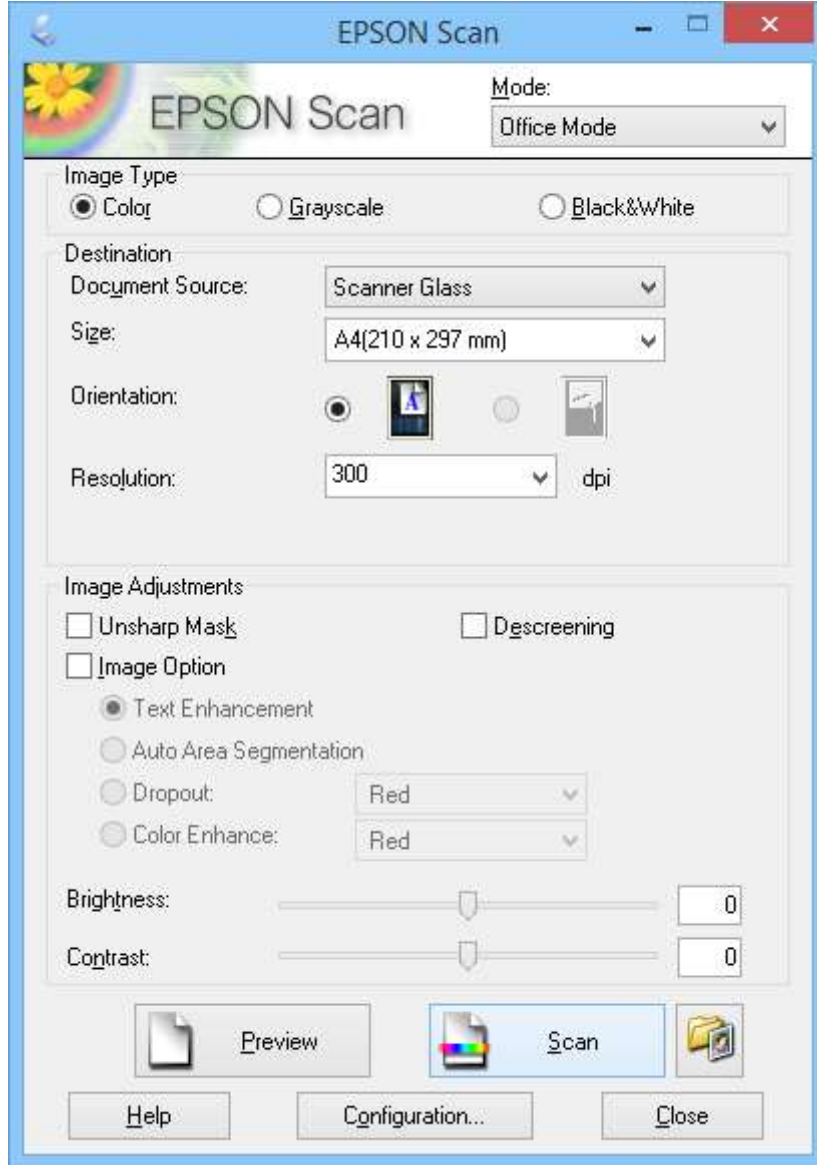 EPSON Scan
EPSON Scan
Mode:
Office Mode
Image Type
Color Grayscale Black&White
Destination
Document Source: Scanner Glass
Size: A4(210 x 297 mm)
Orientation: A
Resolution: 300 dpi
Image Adjustments
Unsharp Mask Descreening
Image Option
Text Enhancement
Auto Area Segmentation
Dropout: Red
Color Enhance: Red
Brightness: 0
Contrast: 0
Preview Scan
Help Configuration... Close